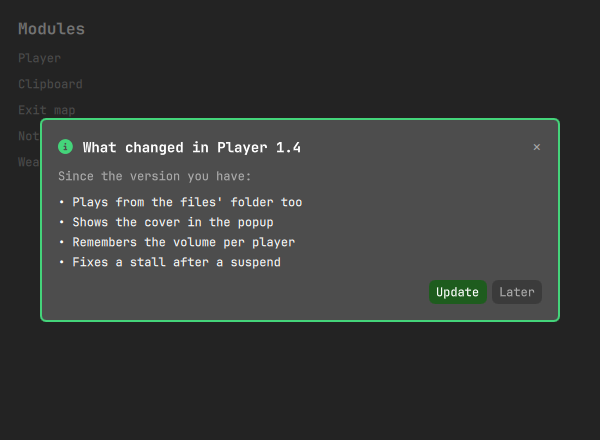 Modules
Player
Clipboard
Exit map
Not
Wea
i What changed in Player 1.4 ×
Since the version you have:
• Plays from the files' folder too
• Shows the cover in the popup
• Remembers the volume per player
• Fixes a stall after a suspend
Update Later